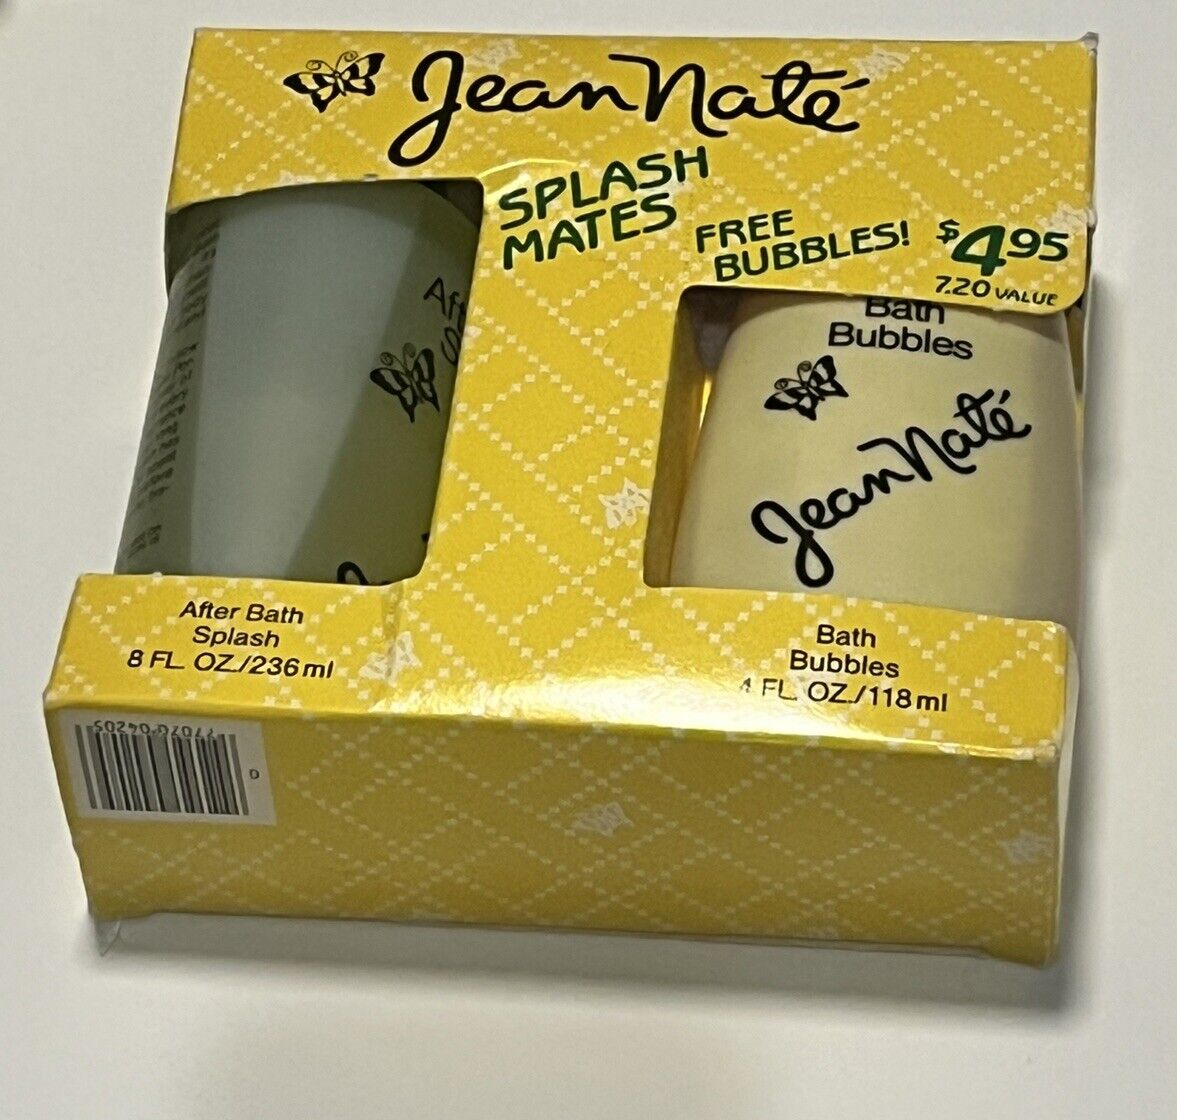 Jean Naté
SPLASH
MATES
FREE
BUBBLES!
$4.95
7.20 VALUE
Bath
Bubbles
Jean Naté
After Bath
Splash
8 FL. OZ./236 ml
Bath
Bubbles
4 FL. OZ./118 ml
0